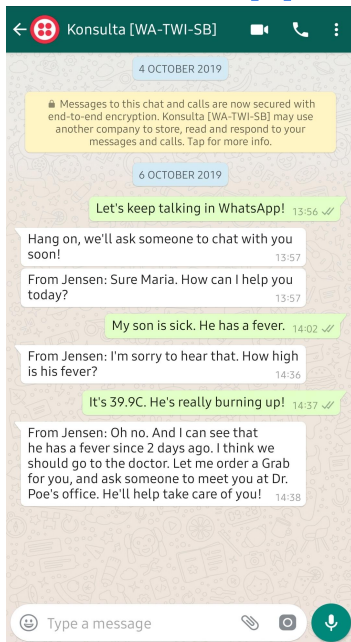 Konsulta [WA-TWI-SB]
4 OCTOBER 2019
Messages to this chat and calls are now secured with
end-to-end encryption. Konsulta [WA-TWI-SB] may use
another company to store, read and respond to your
messages and calls. Tap for more info.
6 OCTOBER 2019
Let's keep talking in WhatsApp! 13:56
Hang on, we'll ask someone to chat with you
soon!
13:57
From Jensen: Sure Maria. How can I help you
today?
13:57
My son is sick. He has a fever. 14:02
From Jensen: I'm sorry to hear that. How high
is his fever?
14:36
It's 39.9C. He's really burning up! 14:37
From Jensen: Oh no. And I can see that
he has a fever since 2 days ago. I think we
should go to the doctor. Let me order a Grab
for you, and ask someone to meet you at Dr.
Poe's office. He'll help take care of you! 14:38
Type a message